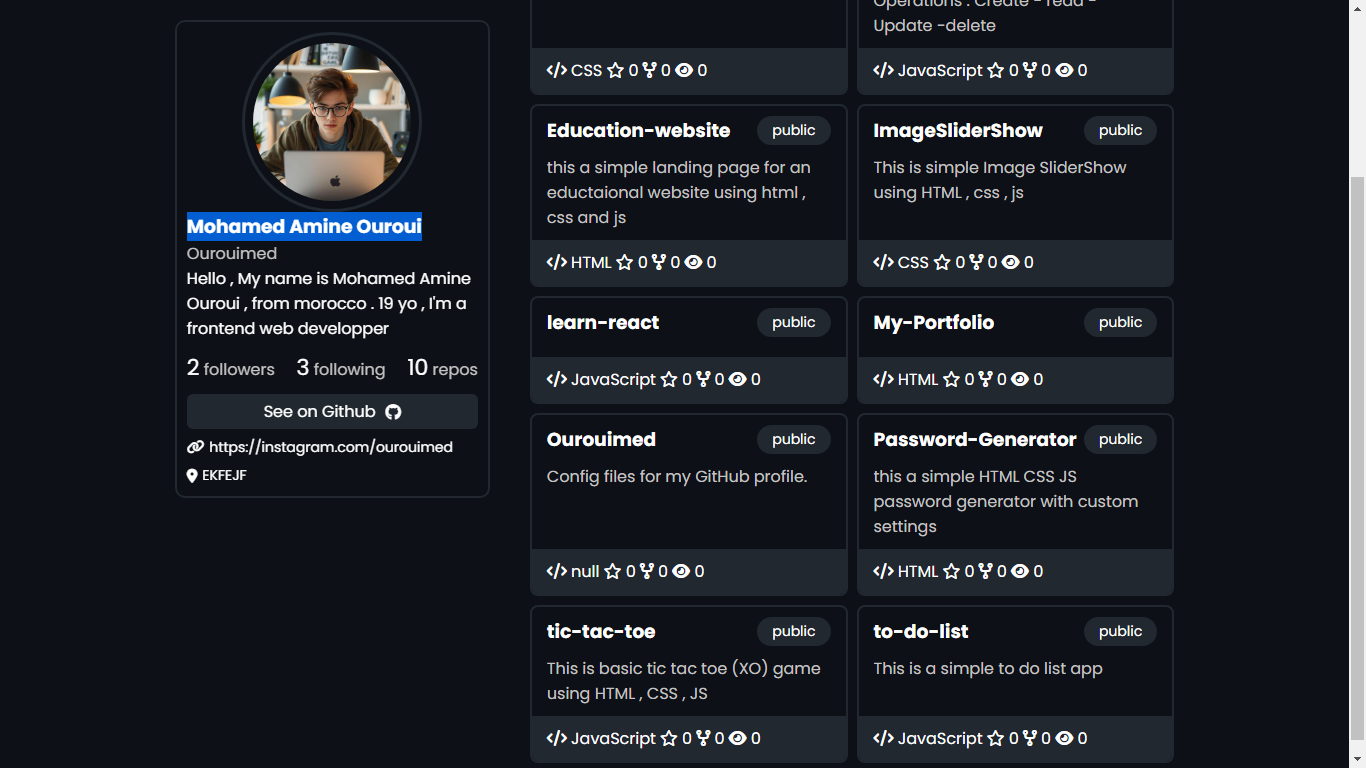 Mohamed Amine Ouroui
Ourouimed
Hello , My name is Mohamed Amine
Ouroui , from morocco . 19 yo , I'm a
frontend web developper
2 followers 3 following 10 repos
See on Github
https://instagram.com/ourouimed
EKFEJF
CSS 0 0 0
Operations : Create - read -
Update -delete
JavaScript 0 0 0
Education-website public
this a simple landing page for an
eductaional website using html ,
css and js
HTML 0 0 0
ImageSliderShow public
This is simple Image SliderShow
using HTML , css , js
CSS 0 0 0
learn-react public
JavaScript 0 0 0
My-Portfolio public
HTML 0 0 0
Ourouimed public
Config files for my GitHub profile.
null 0 0 0
Password-Generator public
this a simple HTML CSS JS
password generator with custom
settings
HTML 0 0 0
tic-tac-toe public
This is basic tic tac toe (XO) game
using HTML , CSS , JS
JavaScript 0 0 0
to-do-list public
This is a simple to do list app
JavaScript 0 0 0